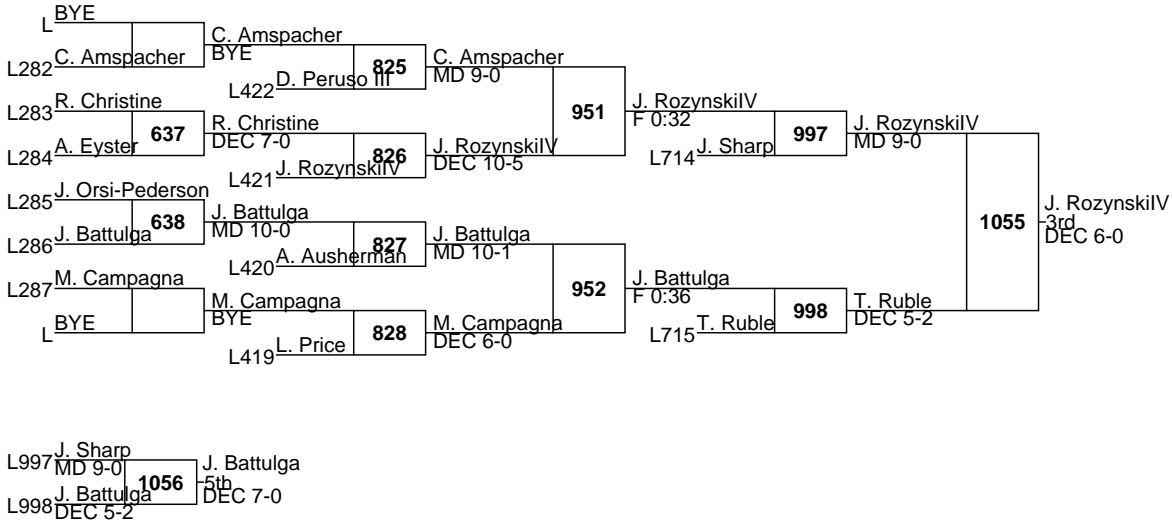 L BYE
L282 C. Amspacher
C. Amspacher
BYE
L283 R. Christine
L284 A. Eyster
637
R. Christine
DEC 7-0
L285 J. Orsi-Pederson
L286 J. Battulga
638
J. Battulga
MD 10-0
L287 M. Campagna
L BYE
M. Campagna
BYE
L422 D. Peruso III
825
C. Amspacher
MD 9-0
L421 J. RozynskiIV
826
J. RozynskiIV
DEC 10-5
L420 A. Ausherman
827
J. Battulga
MD 10-1
L419 L. Price
828
M. Campagna
DEC 6-0
951
J. RozynskiIV
F 0:32
952
J. Battulga
F 0:36
L714 J. Sharp
997
J. RozynskiIV
MD 9-0
L715 T. Ruble
998
T. Ruble
DEC 5-2
1055
J. RozynskiIV
3rd
DEC 6-0
L997 J. Sharp
MD 9-0
L998 J. Battulga
DEC 5-2
1056
J. Battulga
5th
DEC 7-0